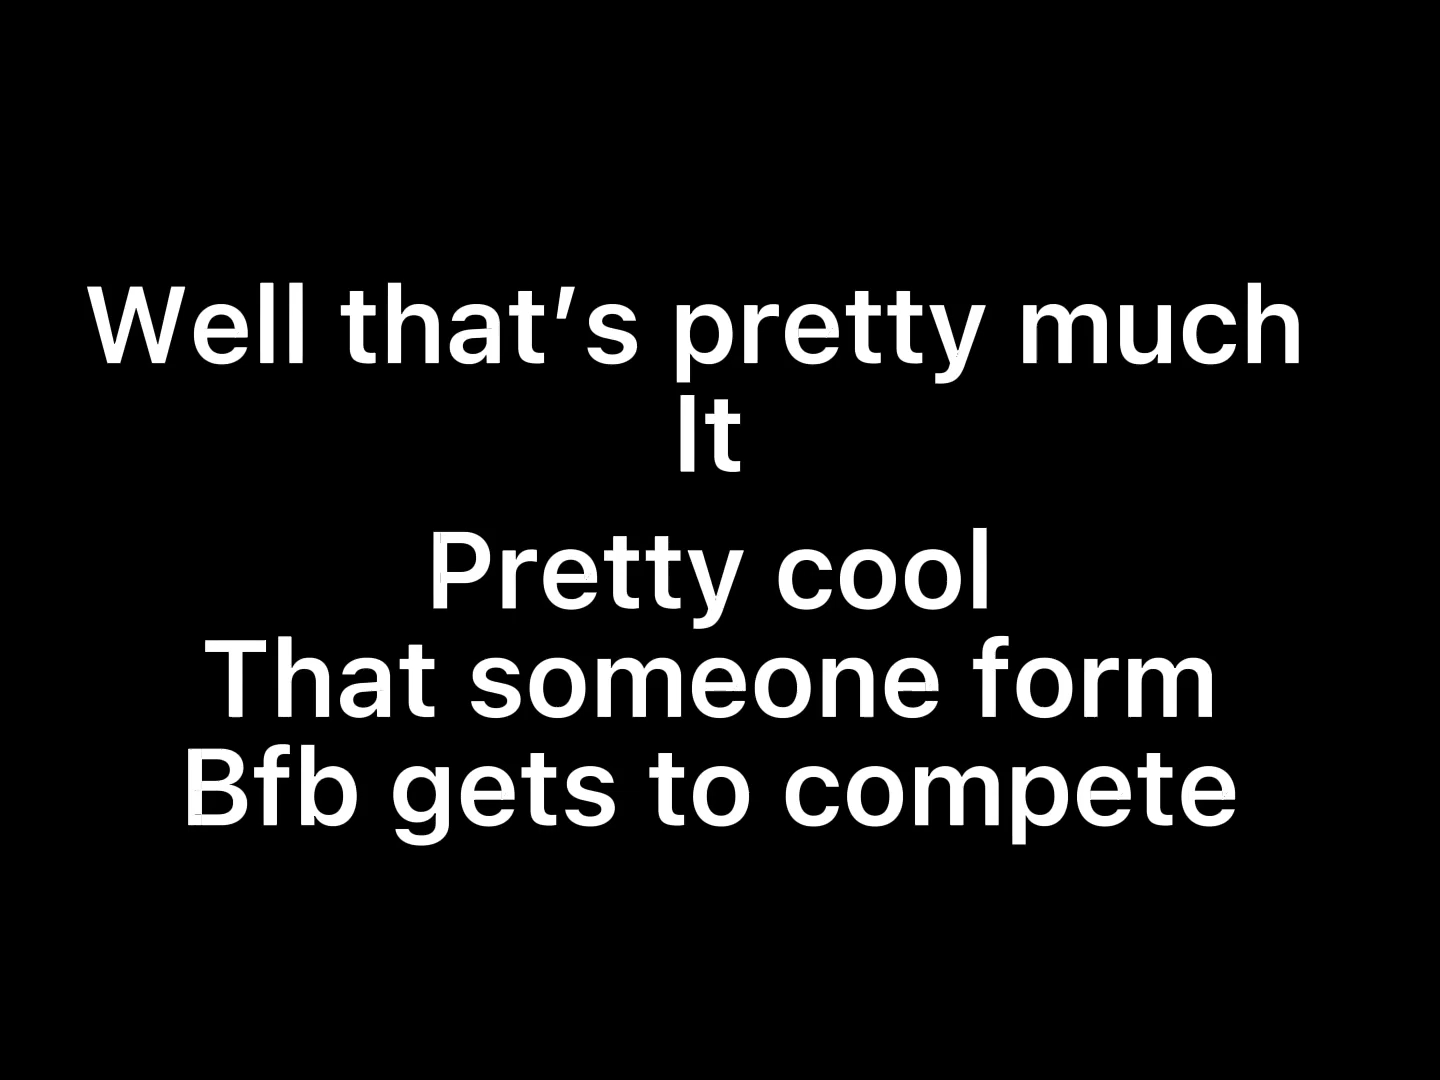 Well that’s pretty much
It
Pretty cool
That someone form
Bfb gets to compete